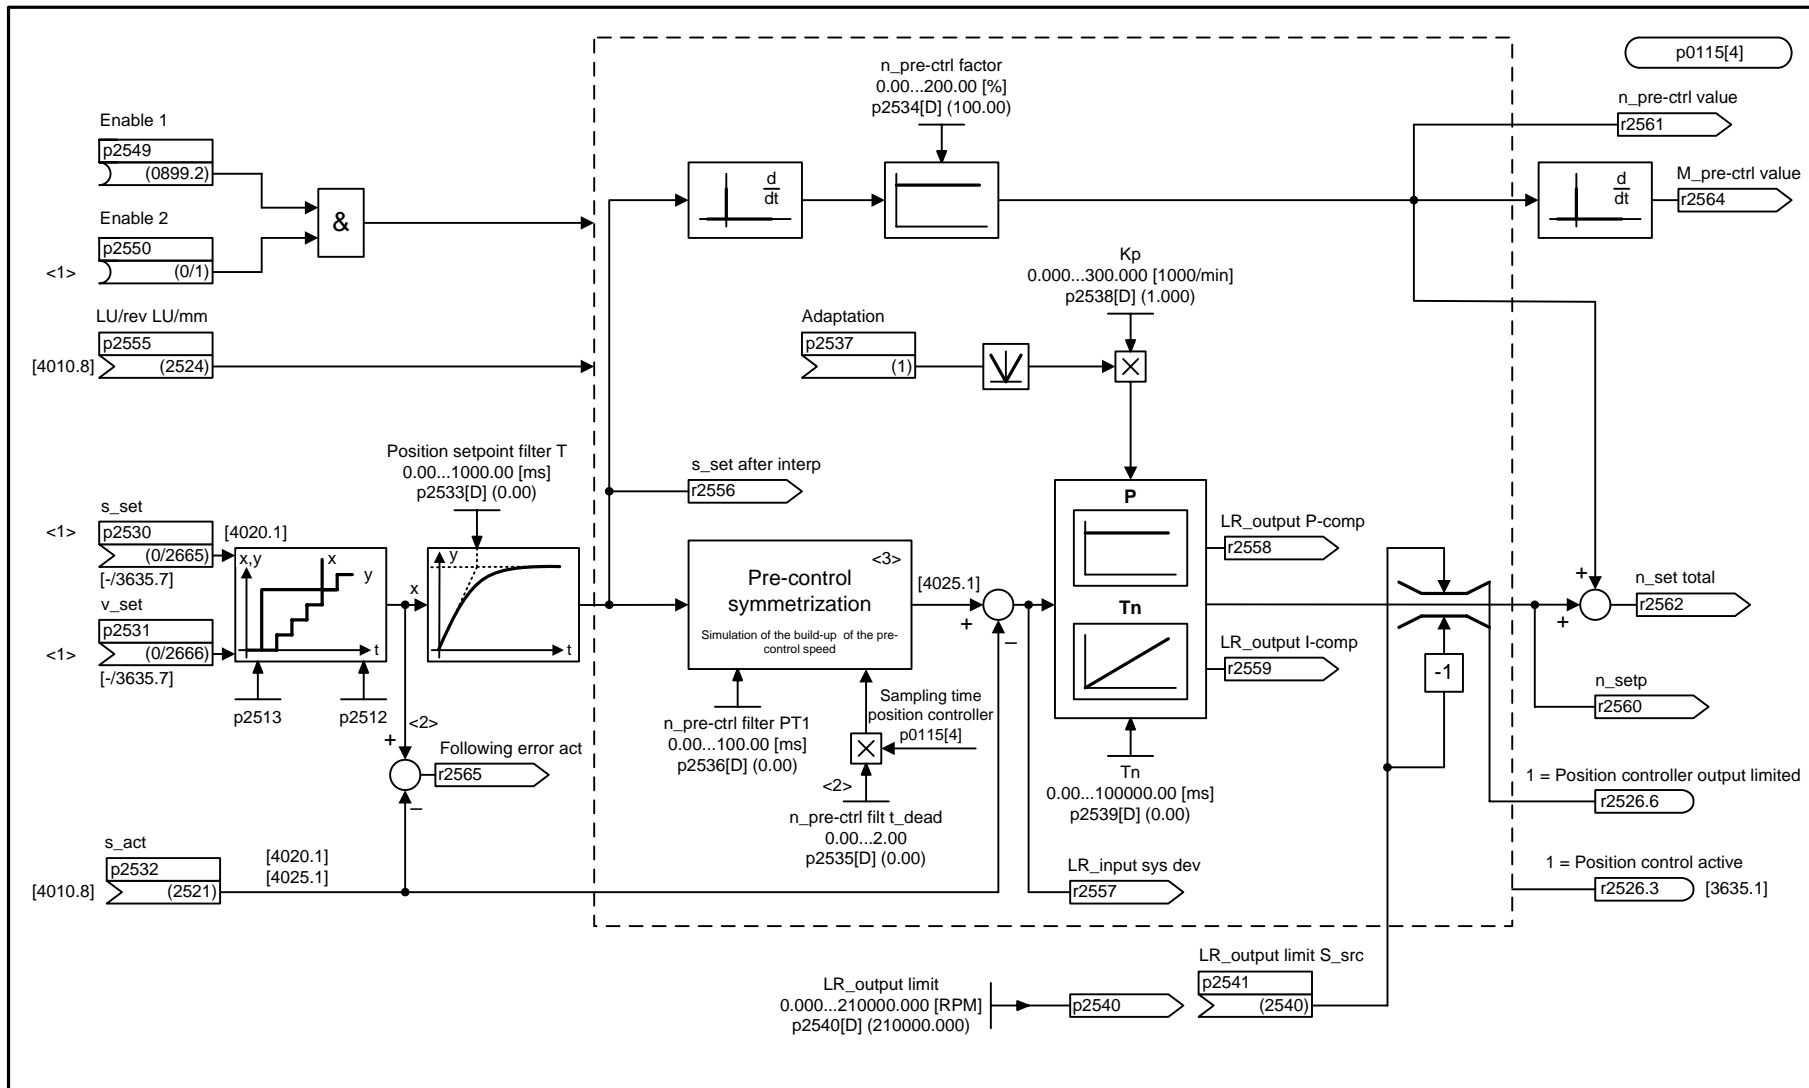 p0115[4]
n_pre-ctrl factor
0.00...200.00 [%]
p2534[D] (100.00)
n_pre-ctrl value
r2561
Enable 1
p2549
(0899.2)
&
Enable 2
<1>
p2550
(0/1)
d
dt
d
dt
M_pre-ctrl value
r2564
LU/rev LU/mm
[4010.8]
p2555
(2524)
Kp
0.000...300.000 [1000/min]
p2538[D] (1.000)
Adaptation
p2537
(1)
Position setpoint filter T
0.00...1000.00 [ms]
p2533[D] (0.00)
s_set after interp
r2556
s_set
<1>
p2530
(0/2665)
[-/3635.7]
[4020.1]
v_set
<1>
p2531
(0/2666)
[-/3635.7]
x,y
x
y
t
p2513
p2512
x
y
t
<3>
Pre-control
symmetrization
Simulation of the build-up of the pre-
control speed
[4025.1]
+
–
P
Tn
LR_output P-comp
r2558
LR_output I-comp
r2559
-1
+
+
n_set total
r2562
n_setp
r2560
<2>
+
–
Following error act
r2565
n_pre-ctrl filter PT1
0.00...100.00 [ms]
p2536[D] (0.00)
Sampling time
position controller
p0115[4]
<2>
n_pre-ctrl filt t_dead
0.00...2.00
p2535[D] (0.00)
Tn
0.00...100000.00 [ms]
p2539[D] (0.00)
1 = Position controller output limited
r2526.6
s_act
[4010.8]
p2532
(2521)
[4020.1]
[4025.1]
LR_input sys dev
r2557
1 = Position control active
r2526.3
[3635.1]
LR_output limit
0.000...210000.000 [RPM]
p2540[D] (210000.000)
p2540
LR_output limit S_src
p2541
(2540)